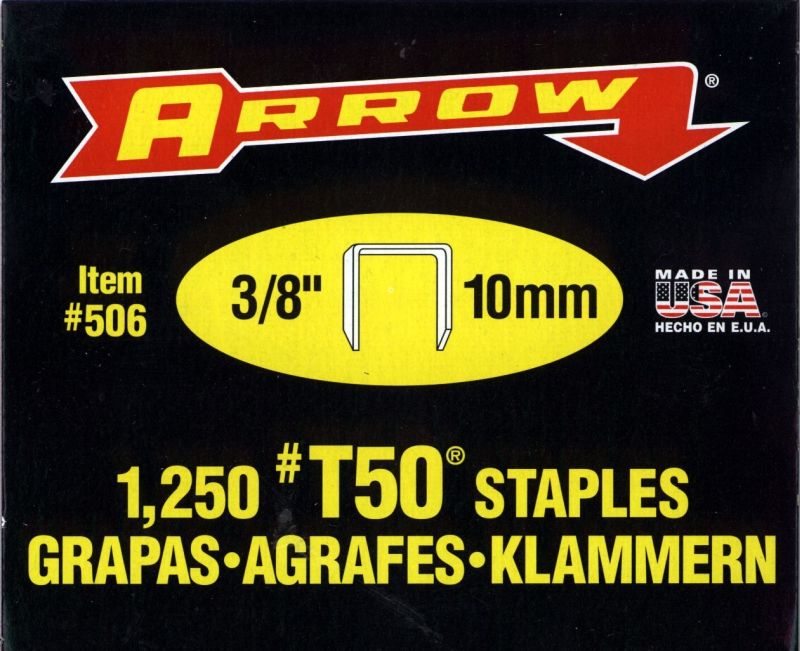 ARROW®
Item
#506
3/8"
10mm
MADE IN
USA
HECHO EN E.U.A.
1,250 #T50® STAPLES
GRAPAS•AGRAFES•KLAMMERN